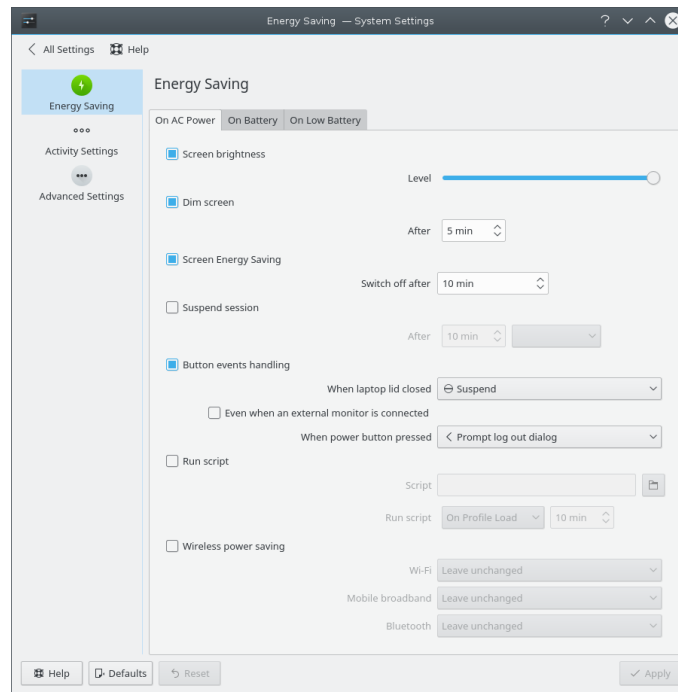 Energy Saving — System Settings
All Settings Help
Energy Saving
Activity Settings
Advanced Settings
Energy Saving
On AC Power On Battery On Low Battery
Screen brightness
Level
Dim screen
After 5 min
Screen Energy Saving
Switch off after 10 min
Suspend session
After 10 min
Button events handling
When laptop lid closed Suspend
Even when an external monitor is connected
When power button pressed Prompt log out dialog
Run script
Script
Run script On Profile Load 10 min
Wireless power saving
Wi-Fi Leave unchanged
Mobile broadband Leave unchanged
Bluetooth Leave unchanged
Help Defaults Reset Apply